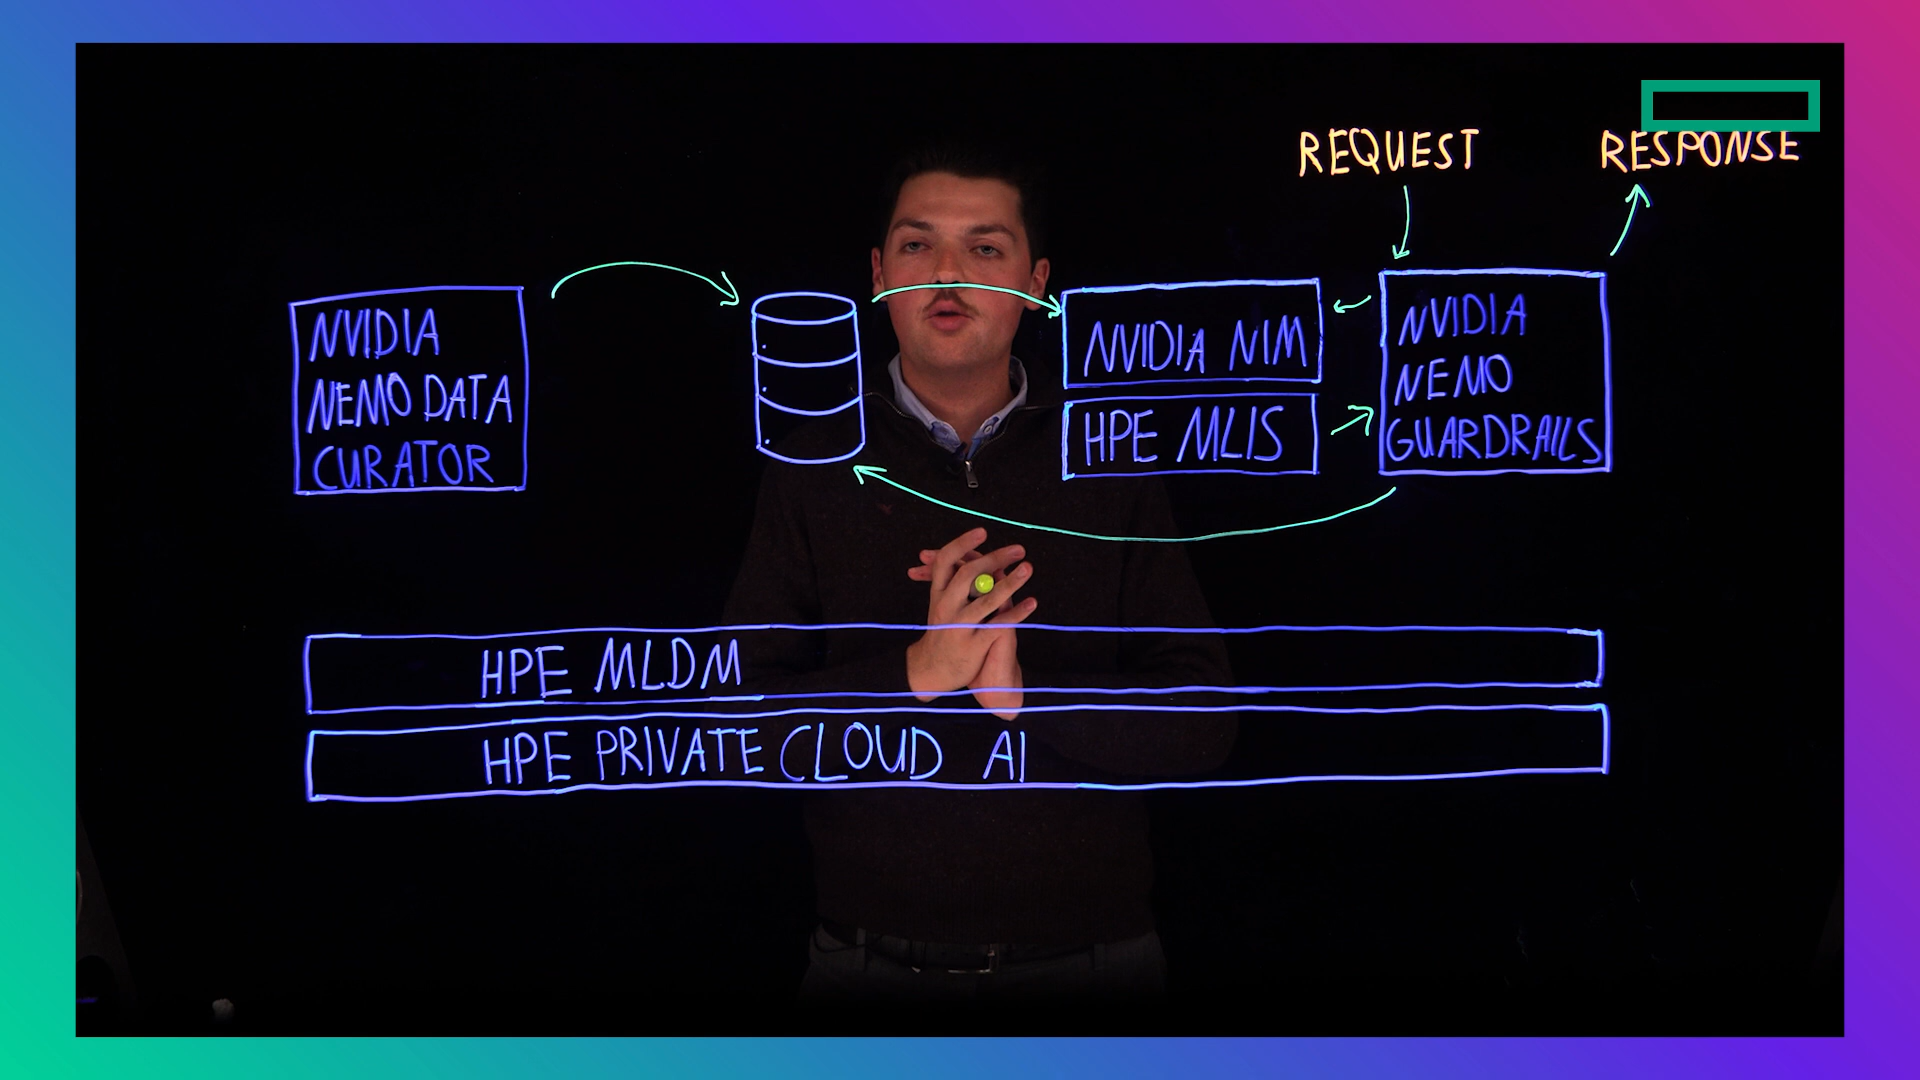 REQUEST
RESPONSE
NVIDIA
NEMO DATA
CURATOR
NVIDIA NIM
HPE MLIS
NVIDIA
NEMO
GUARDRAILS
HPE MLDM
HPE PRIVATE CLOUD AI